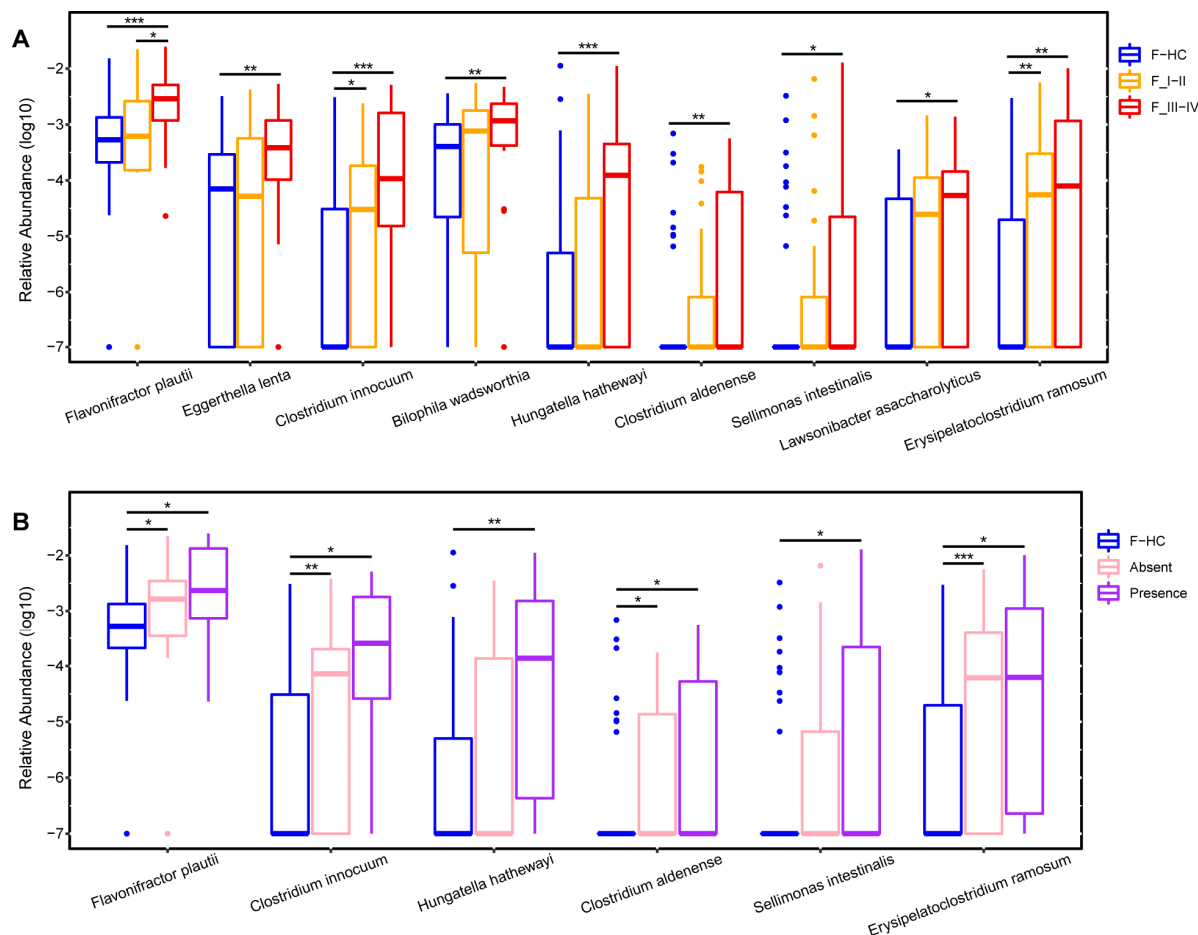 A
***
*
**
***
*
**
***
**
*
*
**
**
F-HC
F_I-II
F_III-IV
Relative Abundance (log10)
-2
-3
-4
-5
-6
-7
Flavonifractor plautii
Eggerthella lenta
Clostridium innocuum
Bilophila wadsworthia
Hungatella hathewayi
Clostridium aldenense
Sellimonas intestinalis
Lawsonibacter asaccharolyticus
Erysipelatoclostridium ramosum
B
*
*
*
**
**
*
*
*
*
***
F-HC
Absent
Presence
Relative Abundance (log10)
-2
-3
-4
-5
-6
-7
Flavonifractor plautii
Clostridium innocuum
Hungatella hathewayi
Clostridium aldenense
Sellimonas intestinalis
Erysipelatoclostridium ramosum